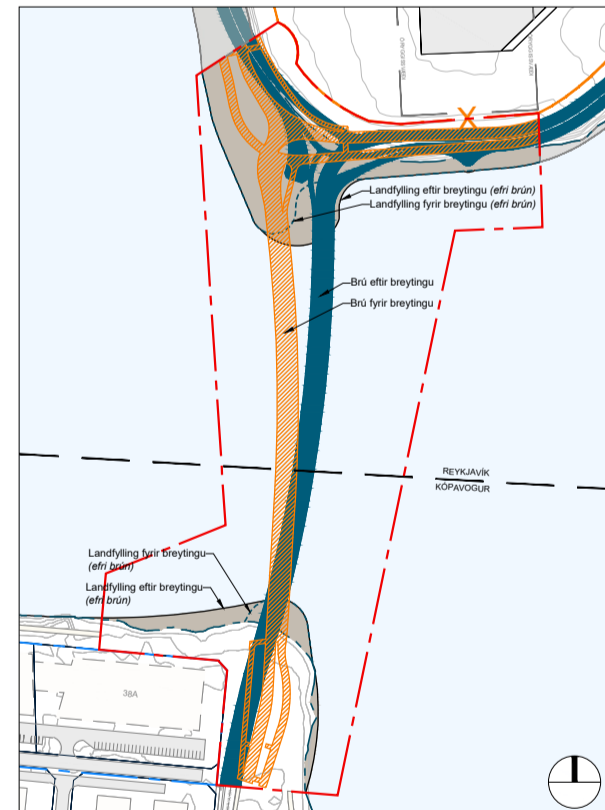 Landfylling eftir breytingu (efri brún)
Landfylling fyrir breytingu (efri brún)
Brú eftir breytingu
Brú fyrir breytingu
REYKJAVÍK
KÓPAVOGUR
Landfylling fyrir breytingu
(efri brún)
Landfylling eftir breytingu
(efri brún)
38A